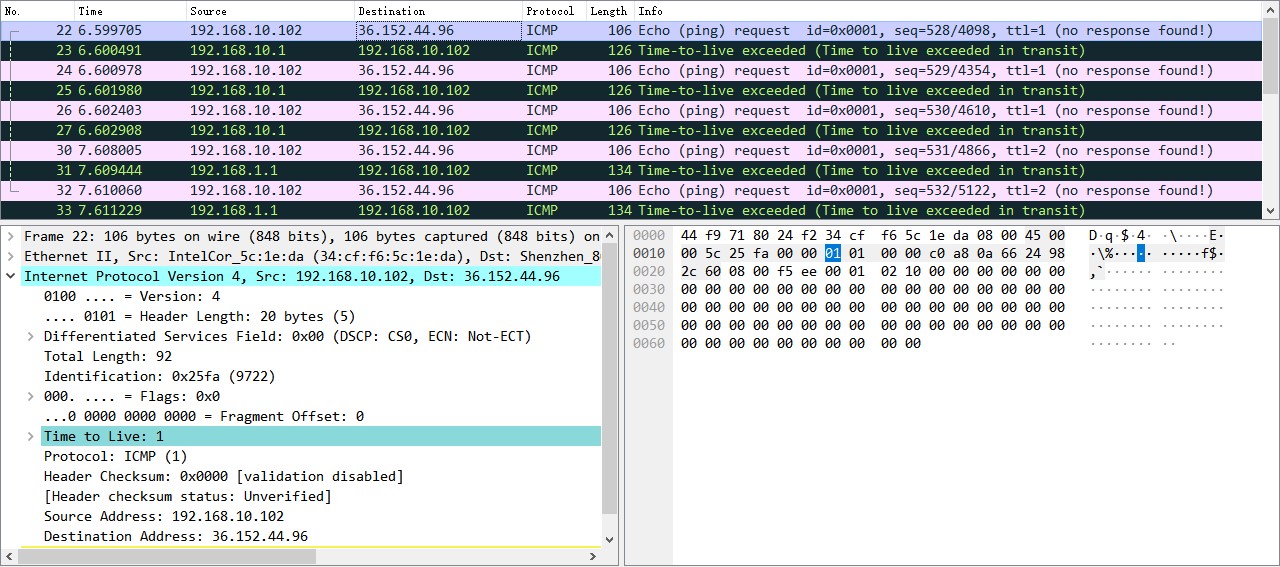 No. Time Source Destination Protocol Length Info
22 6.599705 192.168.10.102 36.152.44.96 ICMP 106 Echo (ping) request id=0x0001, seq=528/4098, ttl=1 (no response found!)
23 6.600491 192.168.10.1 192.168.10.102 ICMP 126 Time-to-live exceeded (Time to live exceeded in transit)
24 6.600978 192.168.10.102 36.152.44.96 ICMP 106 Echo (ping) request id=0x0001, seq=529/4354, ttl=1 (no response found!)
25 6.601980 192.168.10.1 192.168.10.102 ICMP 126 Time-to-live exceeded (Time to live exceeded in transit)
26 6.602403 192.168.10.102 36.152.44.96 ICMP 106 Echo (ping) request id=0x0001, seq=530/4610, ttl=1 (no response found!)
27 6.602908 192.168.10.1 192.168.10.102 ICMP 126 Time-to-live exceeded (Time to live exceeded in transit)
30 7.608005 192.168.10.102 36.152.44.96 ICMP 106 Echo (ping) request id=0x0001, seq=531/4866, ttl=2 (no response found!)
31 7.609444 192.168.1.1 192.168.10.102 ICMP 134 Time-to-live exceeded (Time to live exceeded in transit)
32 7.610060 192.168.10.102 36.152.44.96 ICMP 106 Echo (ping) request id=0x0001, seq=532/5122, ttl=2 (no response found!)
33 7.611229 192.168.1.1 192.168.10.102 ICMP 134 Time-to-live exceeded (Time to live exceeded in transit)
Frame 22: 106 bytes on wire (848 bits), 106 bytes captured (848 bits) on
Ethernet II, Src: IntelCor_5c:1e:da (34:cf:f6:5c:1e:da), Dst: Shenzhen_8
Internet Protocol Version 4, Src: 192.168.10.102, Dst: 36.152.44.96
0100 .... = Version: 4
.... 0101 = Header Length: 20 bytes (5)
Differentiated Services Field: 0x00 (DSCP: CS0, ECN: Not-ECT)
Total Length: 92
Identification: 0x25fa (9722)
000. .... = Flags: 0x0
...0 0000 0000 0000 = Fragment Offset: 0
Time to Live: 1
Protocol: ICMP (1)
Header Checksum: 0x0000 [validation disabled]
[Header checksum status: Unverified]
Source Address: 192.168.10.102
Destination Address: 36.152.44.96
0000 44 f9 71 80 24 f2 34 cf f6 5c 1e da 08 00 45 00 D·q·$·4· ·\····E·
0010 00 5c 25 fa 00 00 01 01 00 00 c0 a8 0a 66 24 98 ·\%····· ·····f$·
0020 2c 60 08 00 f5 ee 00 01 02 10 00 00 00 00 00 00 ,`······ ········
0030 00 00 00 00 00 00 00 00 00 00 00 00 00 00 00 00 ········ ········
0040 00 00 00 00 00 00 00 00 00 00 00 00 00 00 00 00 ········ ········
0050 00 00 00 00 00 00 00 00 00 00 00 00 00 00 00 00 ········ ········
0060 00 00 00 00 00 00 00 00 00 00 ········ ··